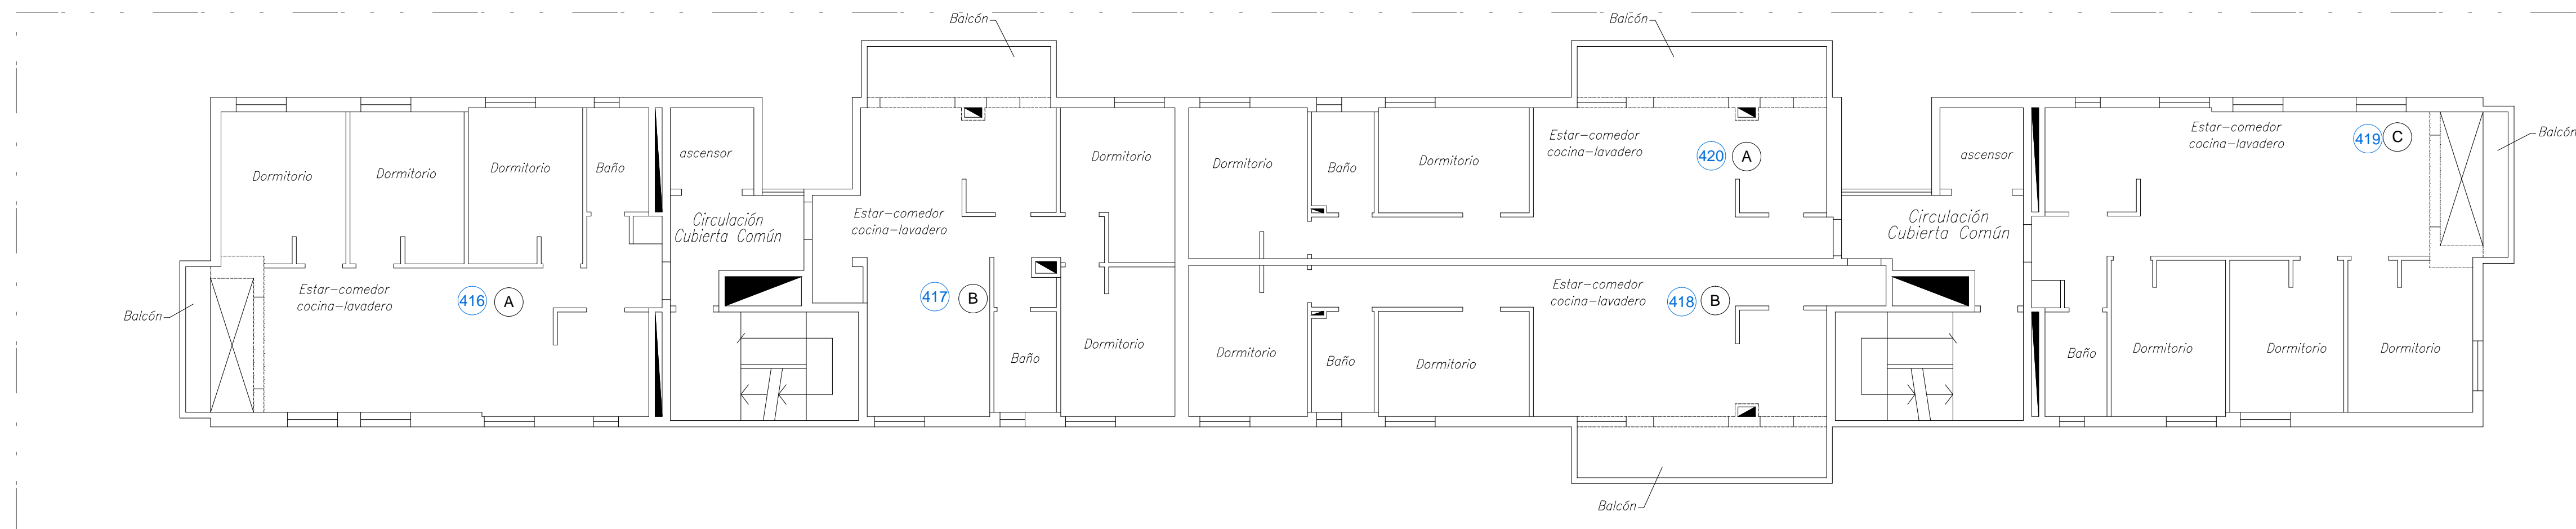 Balcón
Balcón
Estar-comedor
cocina-lavadero
420
A
Estar-comedor
cocina-lavadero
419
C
Balcón
Dormitorio
Dormitorio
Dormitorio
Baño
ascensor
Dormitorio
Dormitorio
Baño
Dormitorio
ascensor
Circulación
Cubierta Común
Estar-comedor
cocina-lavadero
Circulación
Cubierta Común
Estar-comedor
cocina-lavadero
416
A
417
B
Estar-comedor
cocina-lavadero
418
B
Balcón
Baño
Dormitorio
Dormitorio
Baño
Dormitorio
Baño
Dormitorio
Dormitorio
Dormitorio
Balcón